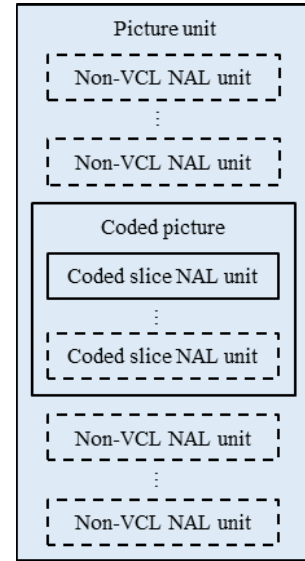 Picture unit
Non-VCL NAL unit
⋮
Non-VCL NAL unit
Coded picture
Coded slice NAL unit
⋮
Coded slice NAL unit
Non-VCL NAL unit
⋮
Non-VCL NAL unit